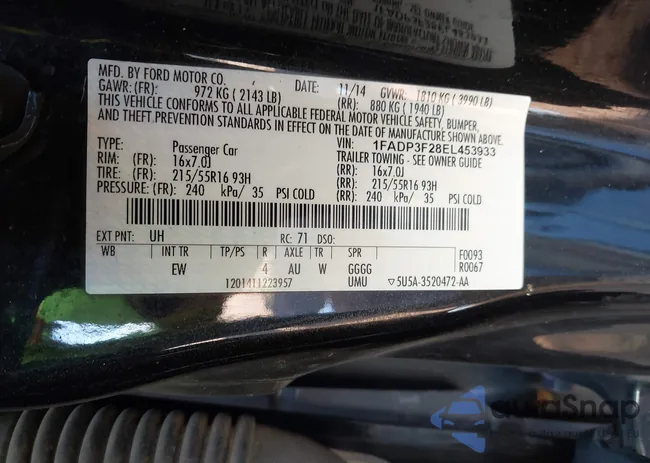 MFD. BY FORD MOTOR CO.
DATE: 11/14 GVWR: 1810 KG ( 3990 LB)
GAWR: (FR): 972 KG ( 2143 LB) (RR): 880 KG ( 1940 LB)
THIS VEHICLE CONFORMS TO ALL APPLICABLE FEDERAL MOTOR VEHICLE SAFETY, BUMPER,
AND THEFT PREVENTION STANDARDS IN EFFECT ON THE DATE OF MANUFACTURE SHOWN ABOVE.
VIN: 1FADP3F28EL453933
TYPE: Passenger Car TRAILER TOWING - SEE OWNER GUIDE
RIM: (FR): 16x7.0J (RR): 16x7.0J
TIRE: (FR): 215/55R16 93H (RR): 215/55R16 93H
PRESSURE: (FR): 240 kPa/ 35 PSI COLD (RR): 240 kPa/ 35 PSI COLD
EXT PNT: UH RC: 71 DSO:
WB INT TR TP/PS R AXLE TR SPR F0093
EW 4 AU W GGGG R0067
1201411223957 UMU ▽5U5A-3520472-AA
autoSnap